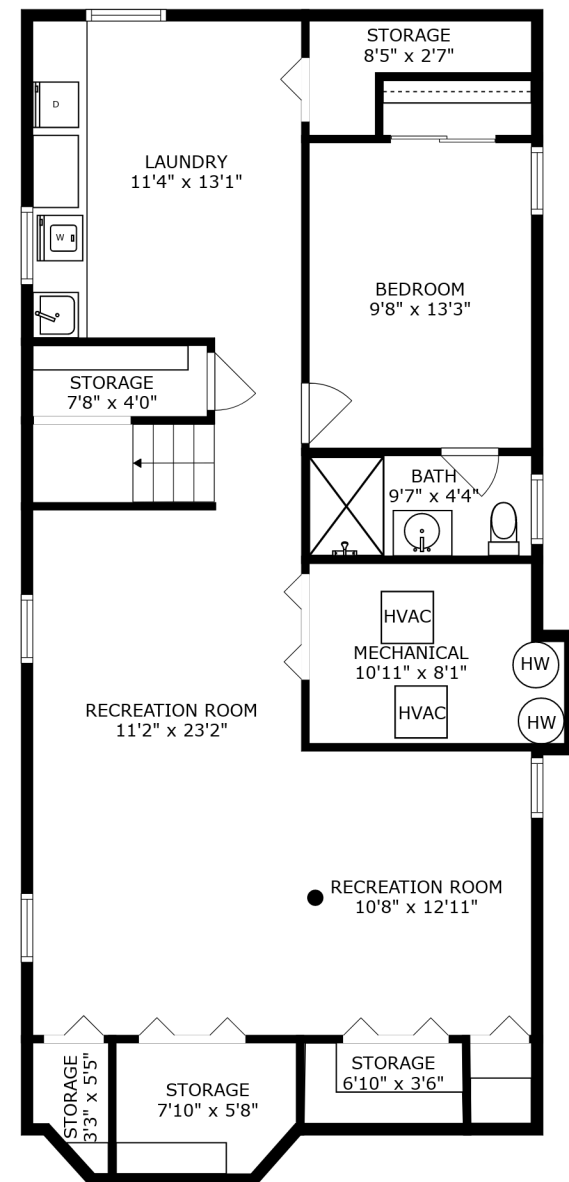 STORAGE
8'5" x 2'7"
D
LAUNDRY
11'4" x 13'1"
W
BEDROOM
9'8" x 13'3"
STORAGE
7'8" x 4'0"
BATH
9'7" x 4'4"
HVAC
MECHANICAL
10'11" x 8'1"
HW
HVAC
HW
RECREATION ROOM
11'2" x 23'2"
RECREATION ROOM
10'8" x 12'11"
STORAGE
3'3" x 5'5"
STORAGE
7'10" x 5'8"
STORAGE
6'10" x 3'6"